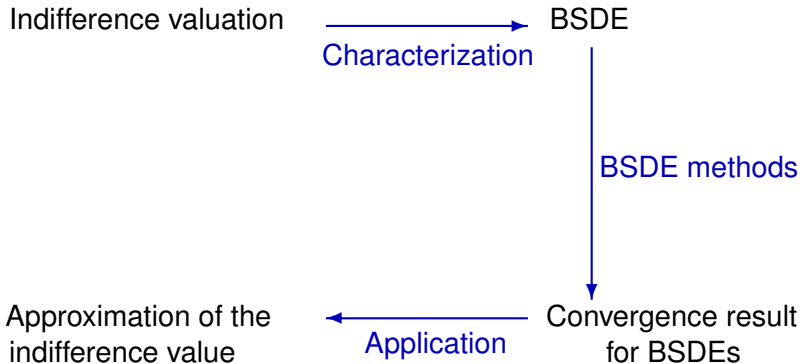 Indifference valuation
BSDE
Characterization
BSDE methods
Approximation of the
indifference value
Application
Convergence result
for BSDEs